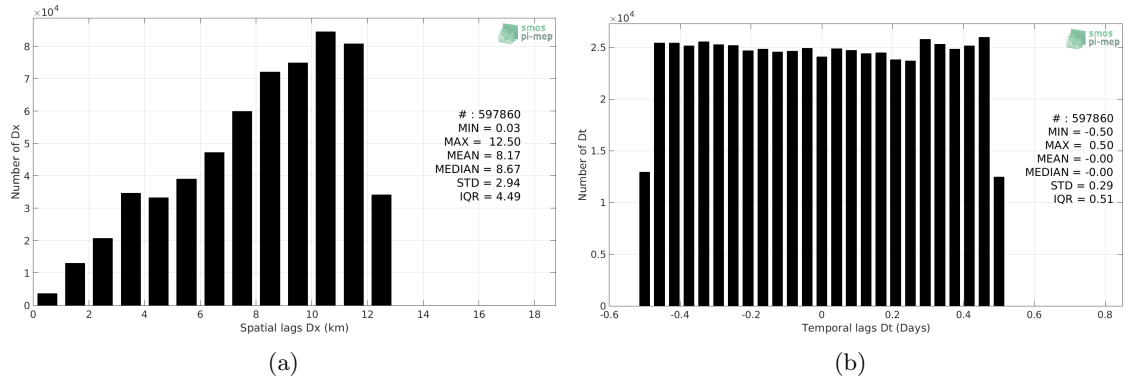 ×10⁴
9
8
7
6
5
4
3
2
1
0
Number of Dx
smos
pi-mep
# : 597860
MIN = 0.03
MAX = 12.50
MEAN = 8.17
MEDIAN = 8.67
STD = 2.94
IQR = 4.49
0 2 4 6 8 10 12 14 16 18
Spatial lags Dx (km)
(a)
×10⁴
2.5
2
1.5
1
0.5
0
Number of Dt
smos
pi-mep
# : 597860
MIN = -0.50
MAX = 0.50
MEAN = -0.00
MEDIAN = -0.00
STD = 0.29
IQR = 0.51
-0.6 -0.4 -0.2 0 0.2 0.4 0.6 0.8
Temporal lags Dt (Days)
(b)